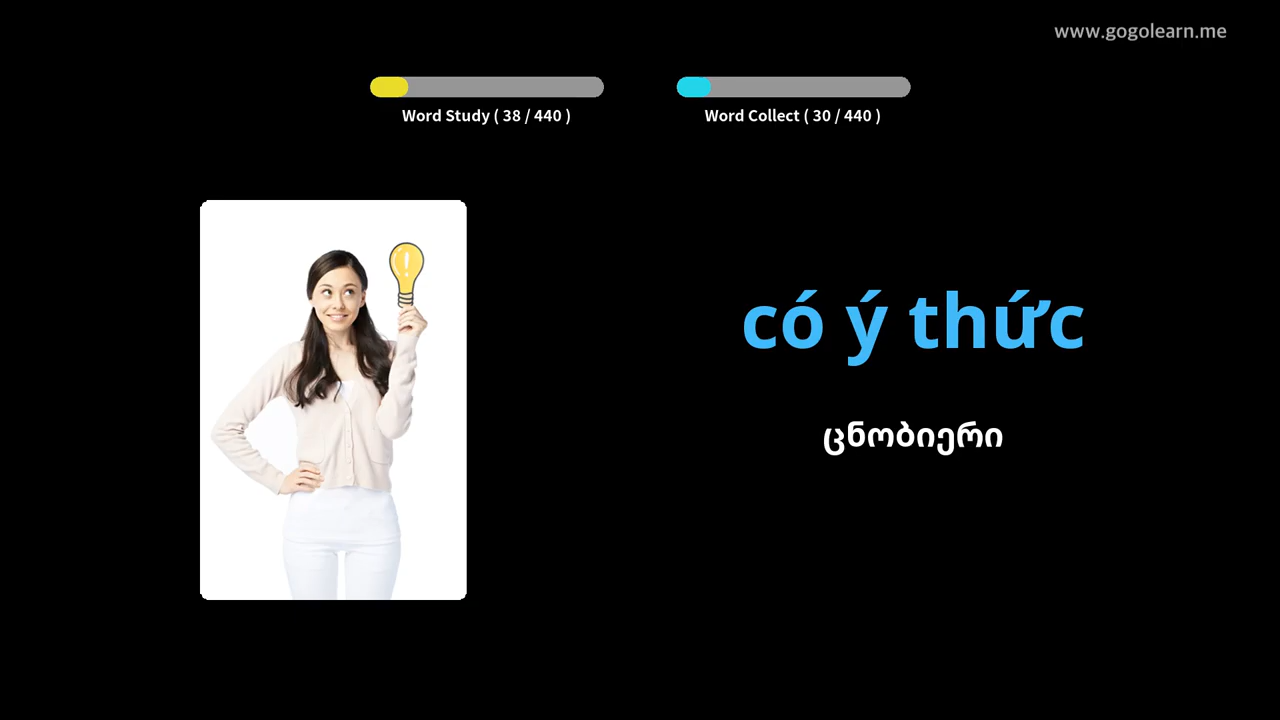 www.gogolearn.me
Word Study ( 38 / 440 )
Word Collect ( 30 / 440 )
có ý thức
ცნობიერი